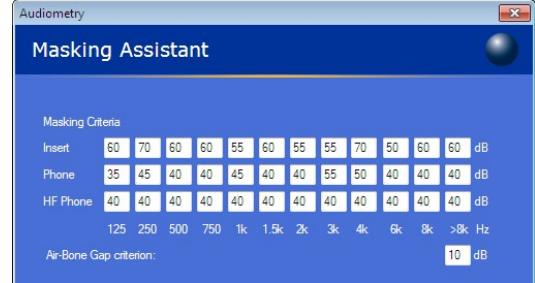 Audiometry
Masking Assistant
Masking Criteria
Insert 60 70 60 60 55 60 55 55 70 50 60 60 dB
Phone 35 45 40 40 45 40 40 55 50 40 40 40 dB
HF Phone 40 40 40 40 40 40 40 40 40 40 40 40 dB
125 250 500 750 1k 1.5k 2k 3k 4k 6k 8k >8k Hz
Air-Bone Gap criterion: 10 dB